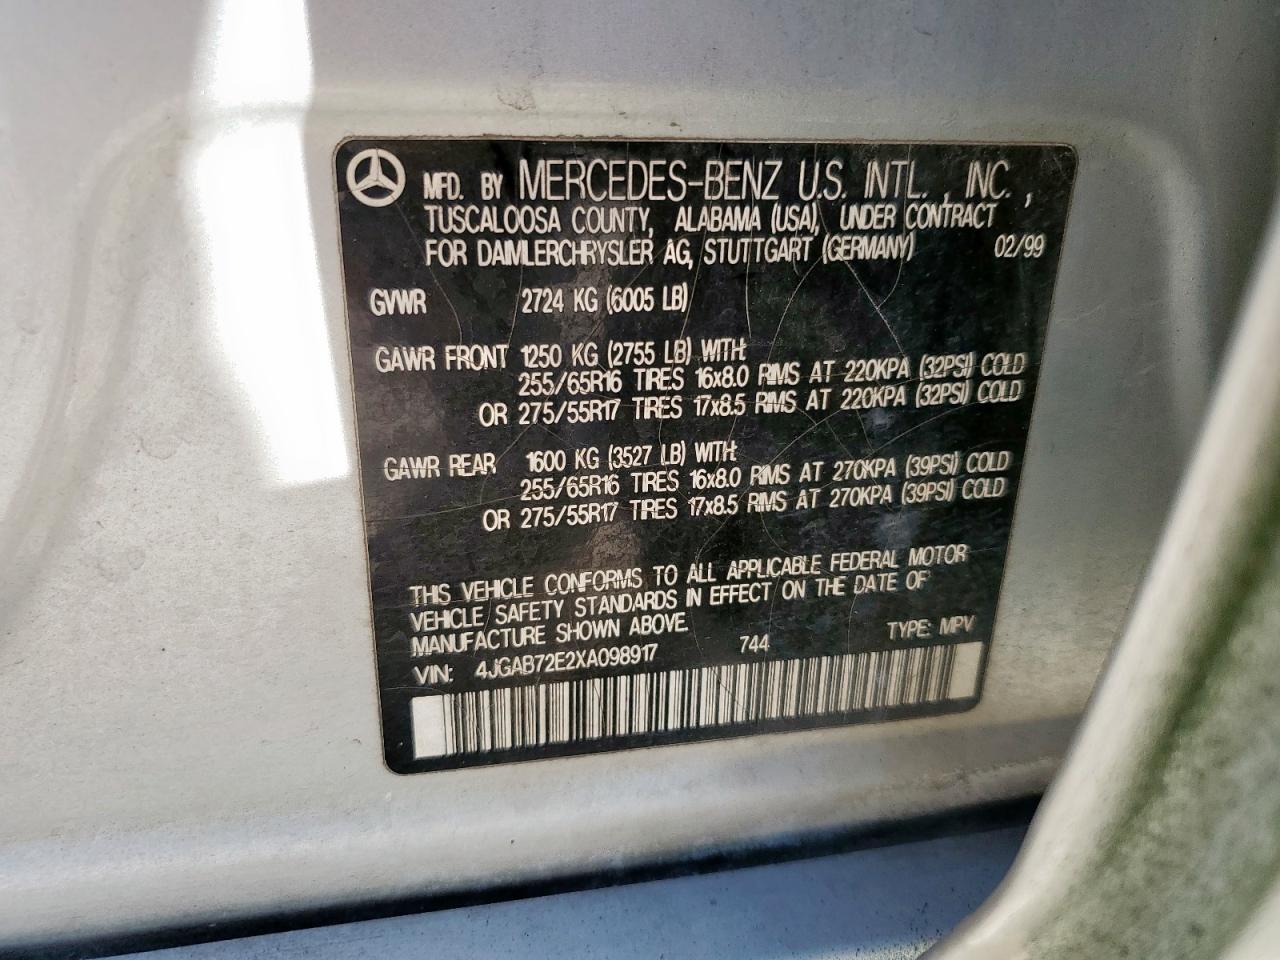 MFD. BY MERCEDES-BENZ U.S. INTL., INC.,
TUSCALOOSA COUNTY, ALABAMA (USA), UNDER CONTRACT
FOR DAIMLERCHRYSLER AG, STUTTGART (GERMANY) 02/99
GVWR 2724 KG (6005 LB)
GAWR FRONT 1250 KG (2755 LB) WITH:
255/65R16 TIRES 16x8.0 RIMS AT 220KPA (32PSI) COLD
OR 275/55R17 TIRES 17x8.5 RIMS AT 220KPA (32PSI) COLD
GAWR REAR 1600 KG (3527 LB) WITH:
255/65R16 TIRES 16x8.0 RIMS AT 270KPA (39PSI) COLD
OR 275/55R17 TIRES 17x8.5 RIMS AT 270KPA (39PSI) COLD
THIS VEHICLE CONFORMS TO ALL APPLICABLE FEDERAL MOTOR
VEHICLE SAFETY STANDARDS IN EFFECT ON THE DATE OF
MANUFACTURE SHOWN ABOVE.
VIN: 4JGAB72E2XA098917 744 TYPE: MPV